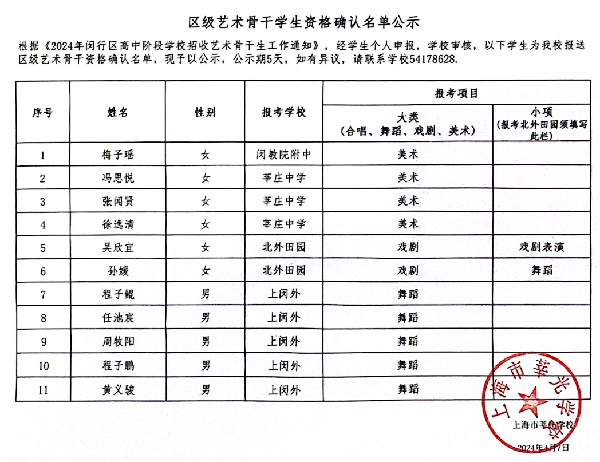 区级艺术骨干学生资格确认名单公示
根据《2024年闵行区高中阶段学校招收艺术骨干生工作通知》，经学生个人申报，学校审核，以下学生为我校报送
区级艺术骨干资格确认名单，现予以公示，公示期5天，如有异议，请联系学校54178628.
序号 姓名 性别 报考学校 报考项目
大类
(合唱、舞蹈、戏剧、美术)
小项
(报考北外田园须填写
此栏)
1 梅子瑶 女 闵教院附中 美术
2 冯思悦 女 莘庄中学 美术
3 张闻贤 女 莘庄中学 美术
4 徐逸清 女 莘庄中学 美术
5 吴欣宜 女 北外田园 戏剧 戏剧表演
6 孙媛 女 北外田园 戏剧 舞蹈
7 程子鲲 男 上闵外 舞蹈
8 任池宸 男 上闵外 舞蹈
9 周牧阳 男 上闵外 舞蹈
10 程子鹏 男 上闵外 舞蹈
11 黄义骏 男 上闵外 舞蹈
上海市莘光学校
上海市莘光学校
2024年4月7日